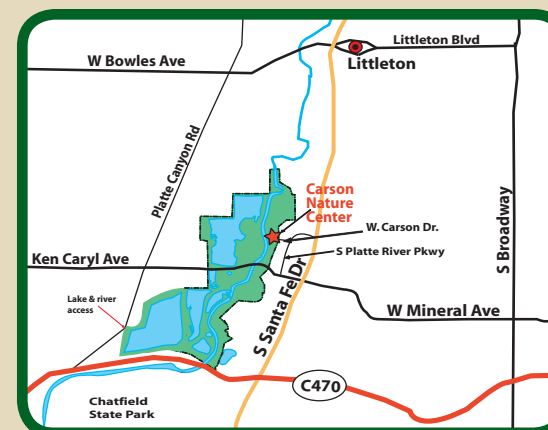 Littleton Blvd
W Bowles Ave
Littleton
Platte Canyon Rd
Carson
Nature
Center
W. Carson Dr.
S Broadway
S Platte River Pkwy
Ken Caryl Ave
S Santa Fe Dr
Lake & river
access
W Mineral Ave
C470
Chatfield
State Park